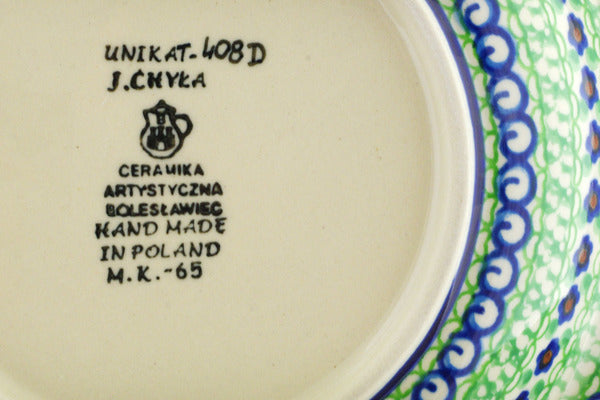 UNIKAT-408D
J. CHYŁA
CERAMIKA
ARTYSTYCZNA
BOLESŁAWIEC
HAND MADE
IN POLAND
M.K.-65